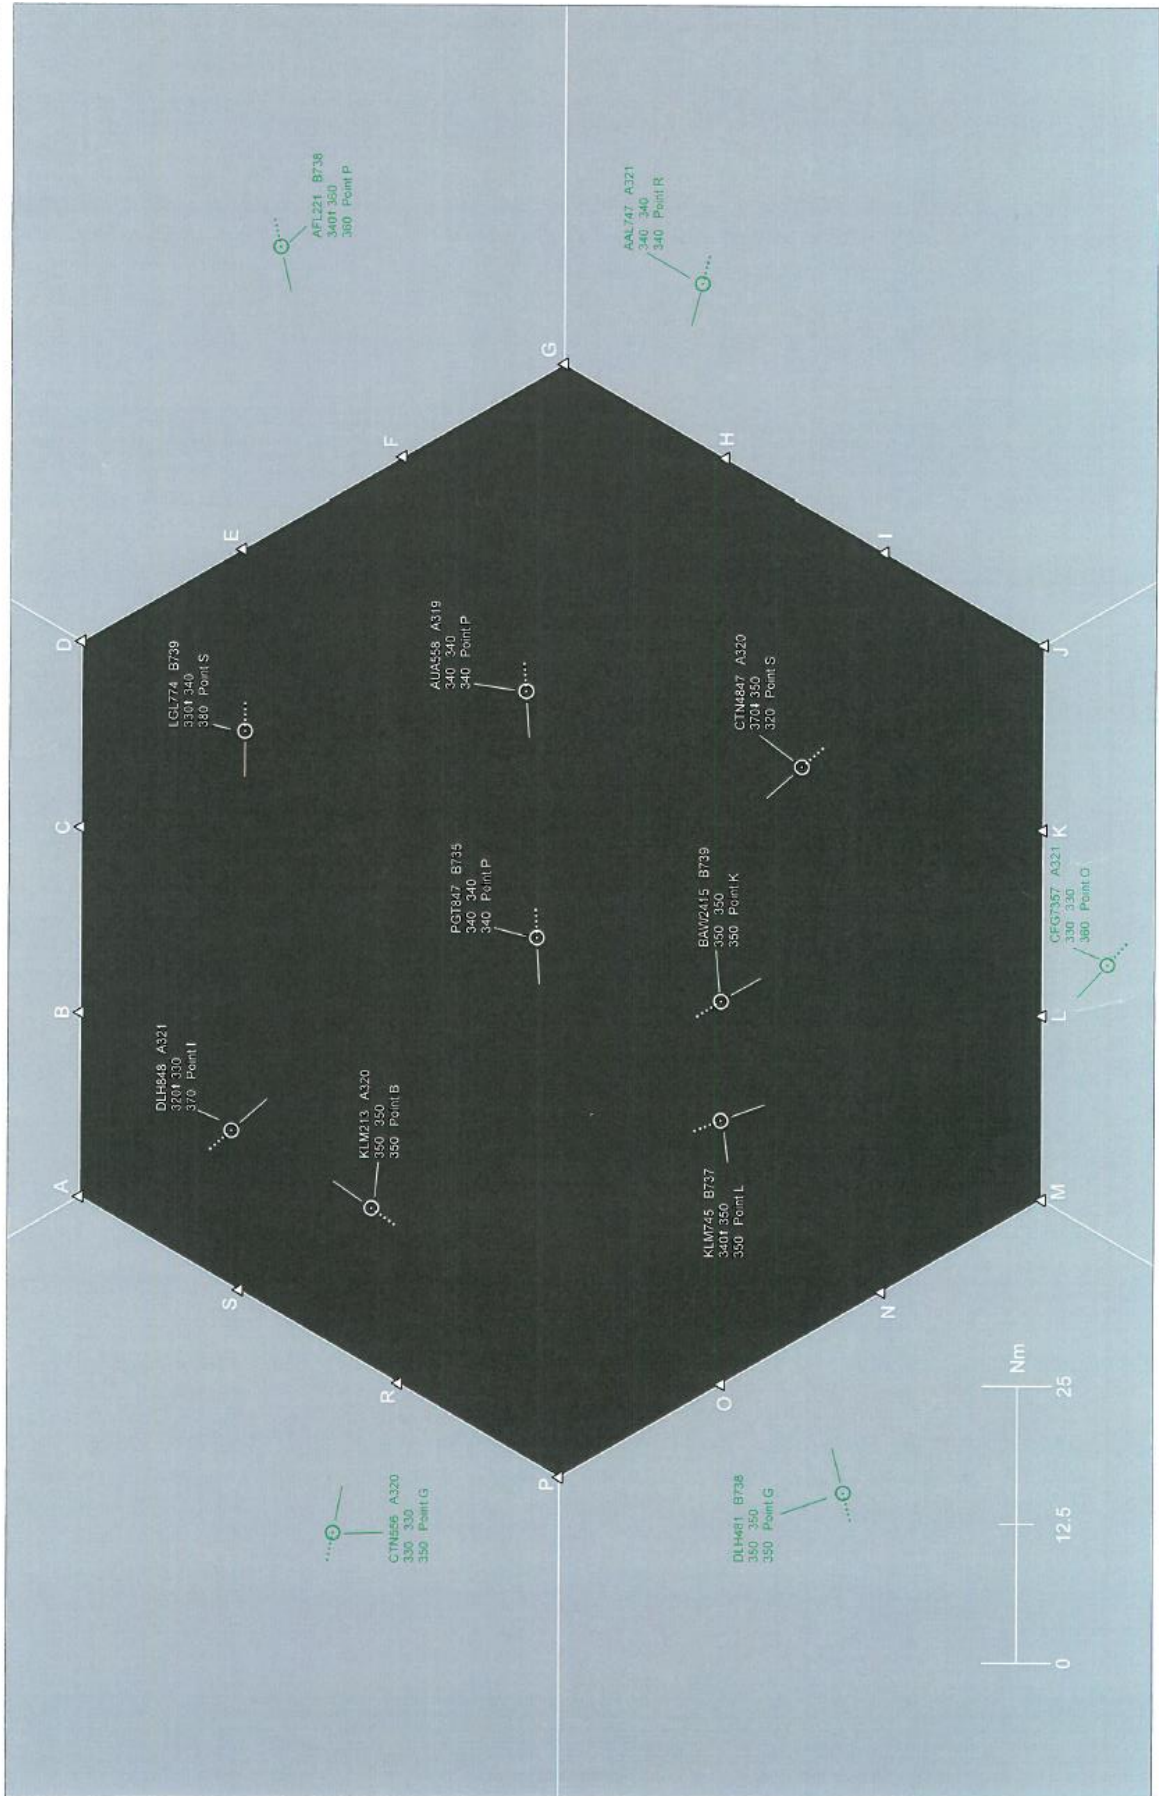 AFL221 B738
340⬆ 360
360 Point P
AAL747 A321
340 340
340 Point R
G
F
H
E
I
D
J
LGL774 B739
330⬆ 340
380 Point S
AUA558 A319
340 340
340 Point P
CTN4847 A320
370⬇ 350
320 Point S
C
K
PGT847 B735
340 340
340 Point P
BAW2415 B739
350 350
350 Point K
CFG7357 A321
330 330
360 Point O
B
L
DLH848 A321
320⬆ 330
370 Point I
KLM213 A320
350 350
350 Point B
KLM745 B737
340⬆ 350
350 Point L
A
M
S
N
R
O
P
CTN556 A320
330 330
350 Point G
DLH481 B738
350 350
350 Point G
Nm
0 12.5 25